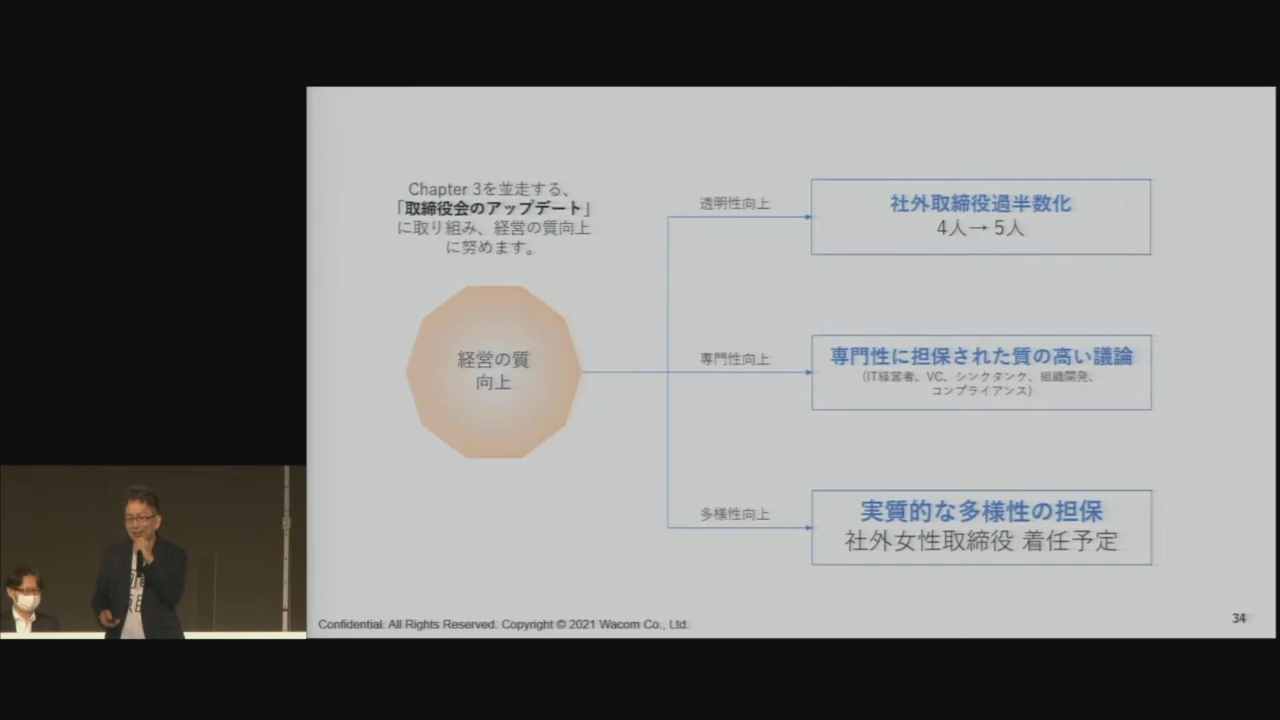 Chapter 3を並走する、
「取締役会のアップデート」
に取り組み、経営の質向上
に努めます。
経営の質
向上
透明性向上
社外取締役過半数化
4人→ 5人
専門性向上
専門性に担保された質の高い議論
（IT経営者、VC、シンクタンク、組織開発、
コンプライアンス）
多様性向上
実質的な多様性の担保
社外女性取締役 着任予定
Confidential. All Rights Reserved. Copyright © 2021 Wacom Co., Ltd.
34